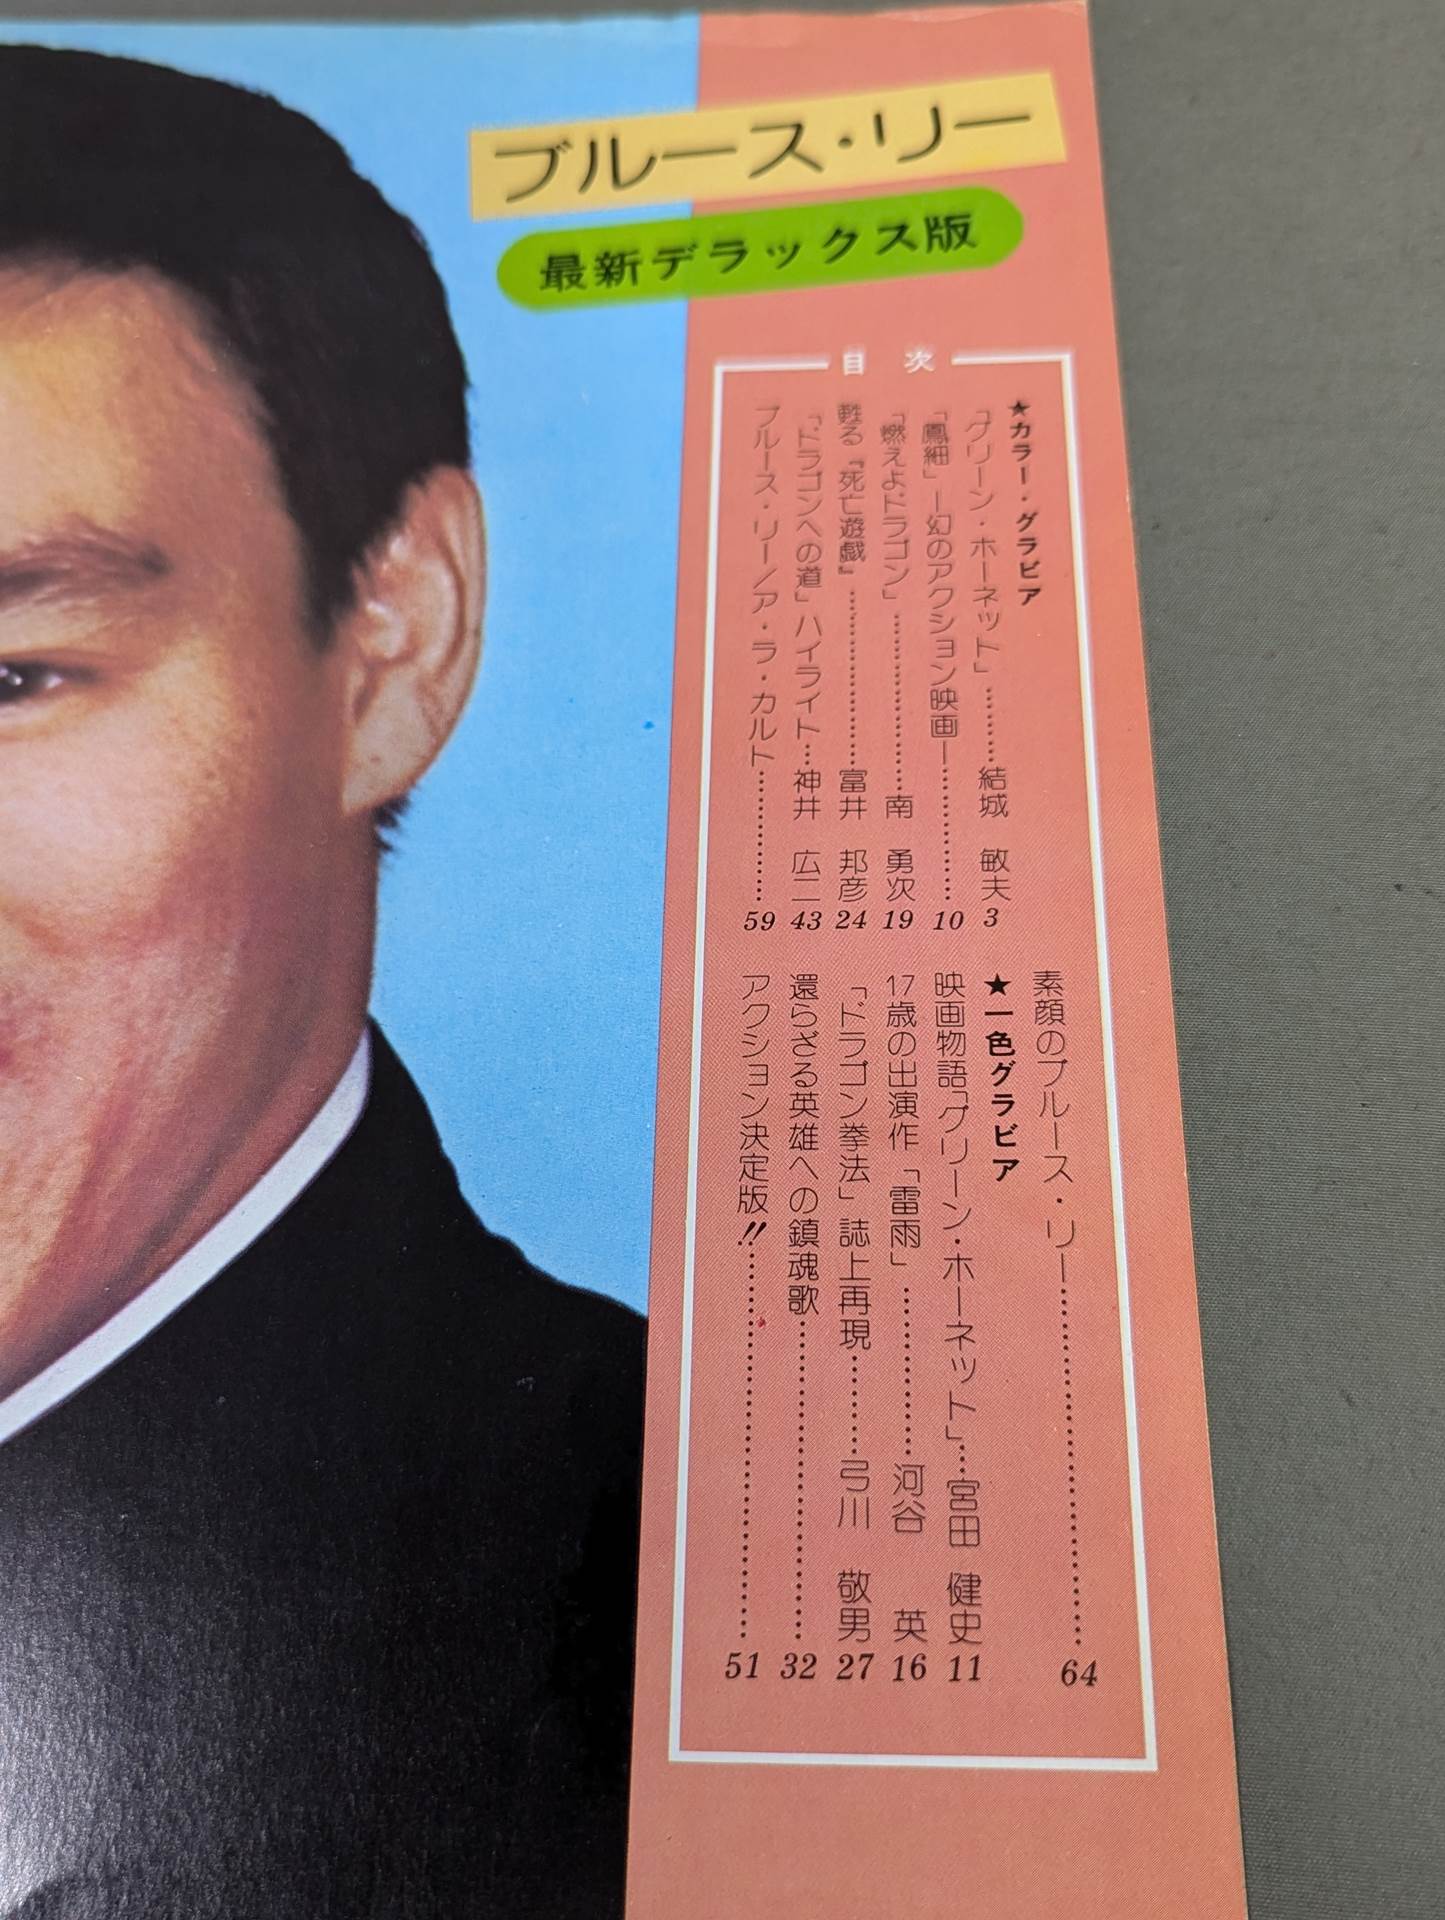 ブルース・リー
最新デラックス版
目次
★カラー・グラビア
「グリーン・ホーネット」………結城 敏夫 3
「鳳細」―幻のアクション映画―…………10
「燃えよドラゴン」………………南 勇次 19
甦る『死亡遊戯』………………富井 邦彦 24
「ドラゴンへの道」ハイライト…神井 広二 43
ブルース・リー/ア・ラ・カルト…………59
素顔のブルース・リー………………………64
★一色グラビア
映画物語「グリーン・ホーネット」…宮田 健史 11
17歳の出演作「雷雨」………………河谷 英 16
「ドラゴン拳法」誌上再現………弓川 敬男 27
還らざる英雄への鎮魂歌………………………32
アクション決定版!!………………………51